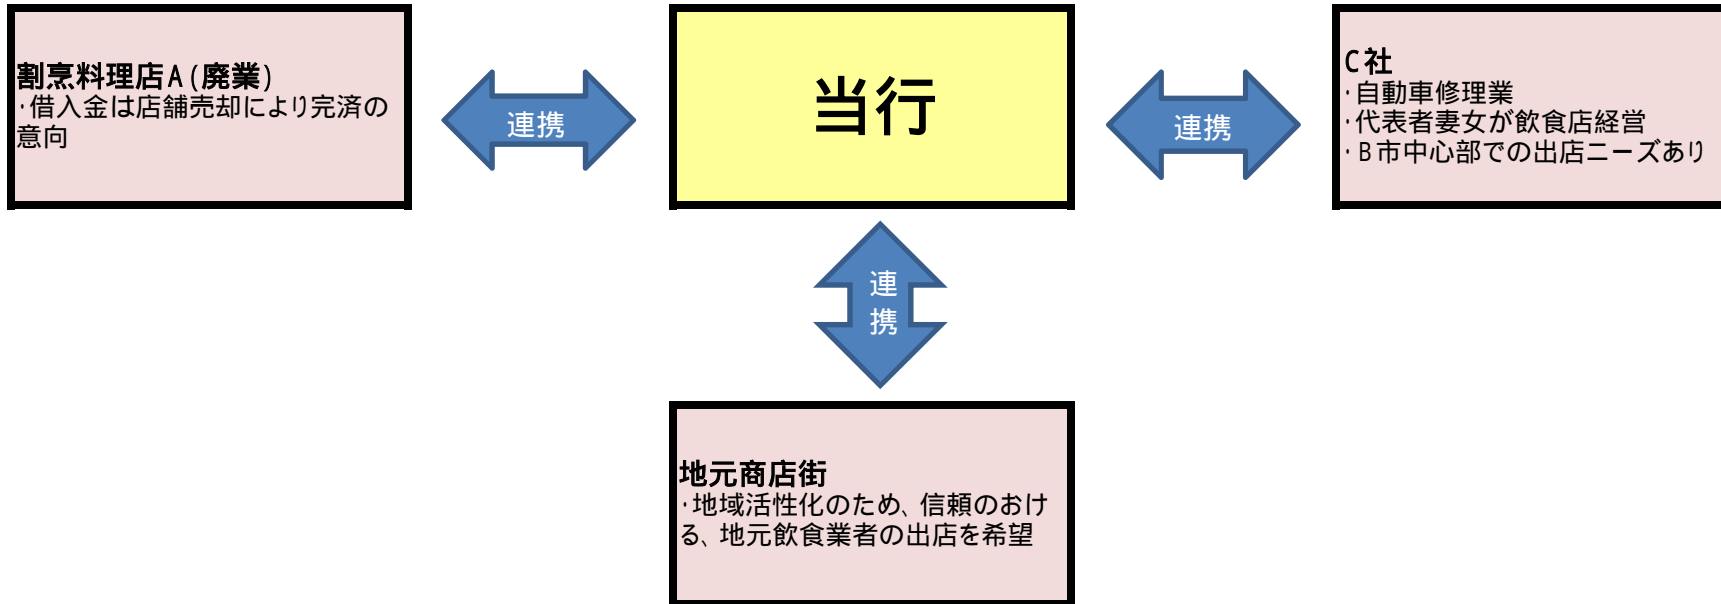 割烹料理店A(廃業)
・借入金は店舗売却により完済の
意向
連携
当行
連携
C社
・自動車修理業
・代表者妻女が飲食店経営
・B市中心部での出店ニーズあり
連
携
地元商店街
・地域活性化のため、信頼のおけ
る、地元飲食業者の出店を希望